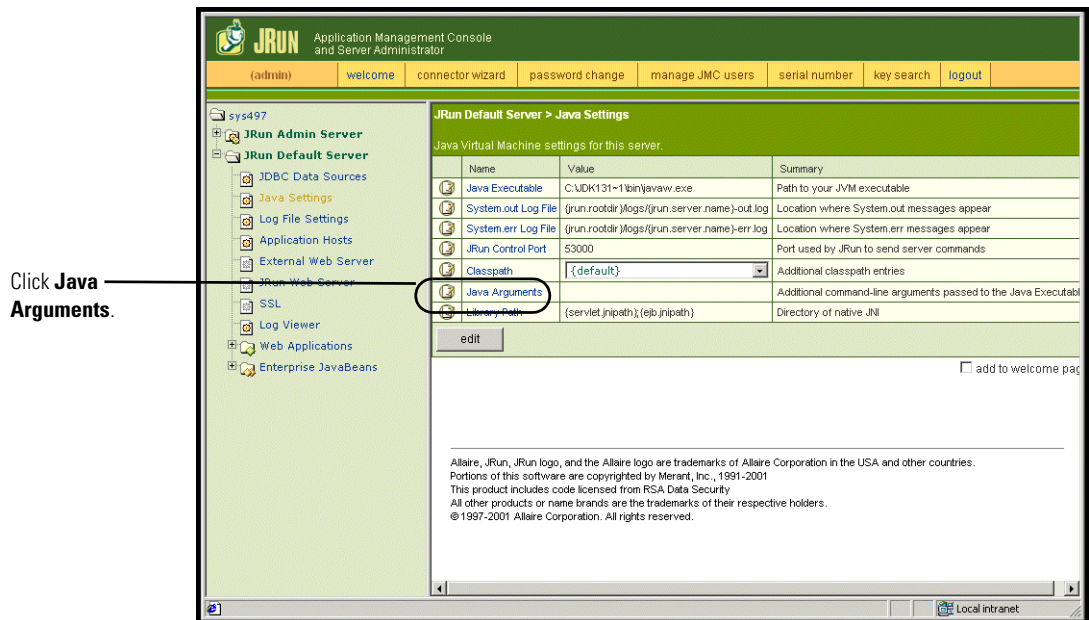 JRUN Application Management Console
and Server Administrator
(admin) welcome connector wizard password change manage JMC users serial number key search logout
sys497
JRun Admin Server
JRun Default Server
JDBC Data Sources
Java Settings
Log File Settings
Application Hosts
External Web Server
JRun Web Server
SSL
Log Viewer
Web Applications
Enterprise JavaBeans
Click Java
Arguments.
JRun Default Server > Java Settings
Java Virtual Machine settings for this server.
Name Value Summary
Java Executable C:\JDK131~1\bin\javaw.exe Path to your JVM executable
System.out Log File {jrun.rootdir}/logs/{jrun.server.name}-out.log Location where System.out messages appear
System.err Log File {jrun.rootdir}/logs/{jrun.server.name}-err.log Location where System.err messages appear
JRun Control Port 53000 Port used by JRun to send server commands
Classpath {default} Additional classpath entries
Java Arguments Additional command-line arguments passed to the Java Executabl
Library Path {servlet.jnipath};{ejb.jnipath} Directory of native JNI
edit
add to welcome pag
Allaire, JRun, JRun logo, and the Allaire logo are trademarks of Allaire Corporation in the USA and other countries.
Portions of this software are copyrighted by Merant, Inc., 1991-2001
This product includes code licensed from RSA Data Security
All other products or name brands are the trademarks of their respective holders.
© 1997-2001 Allaire Corporation. All rights reserved.
Local intranet